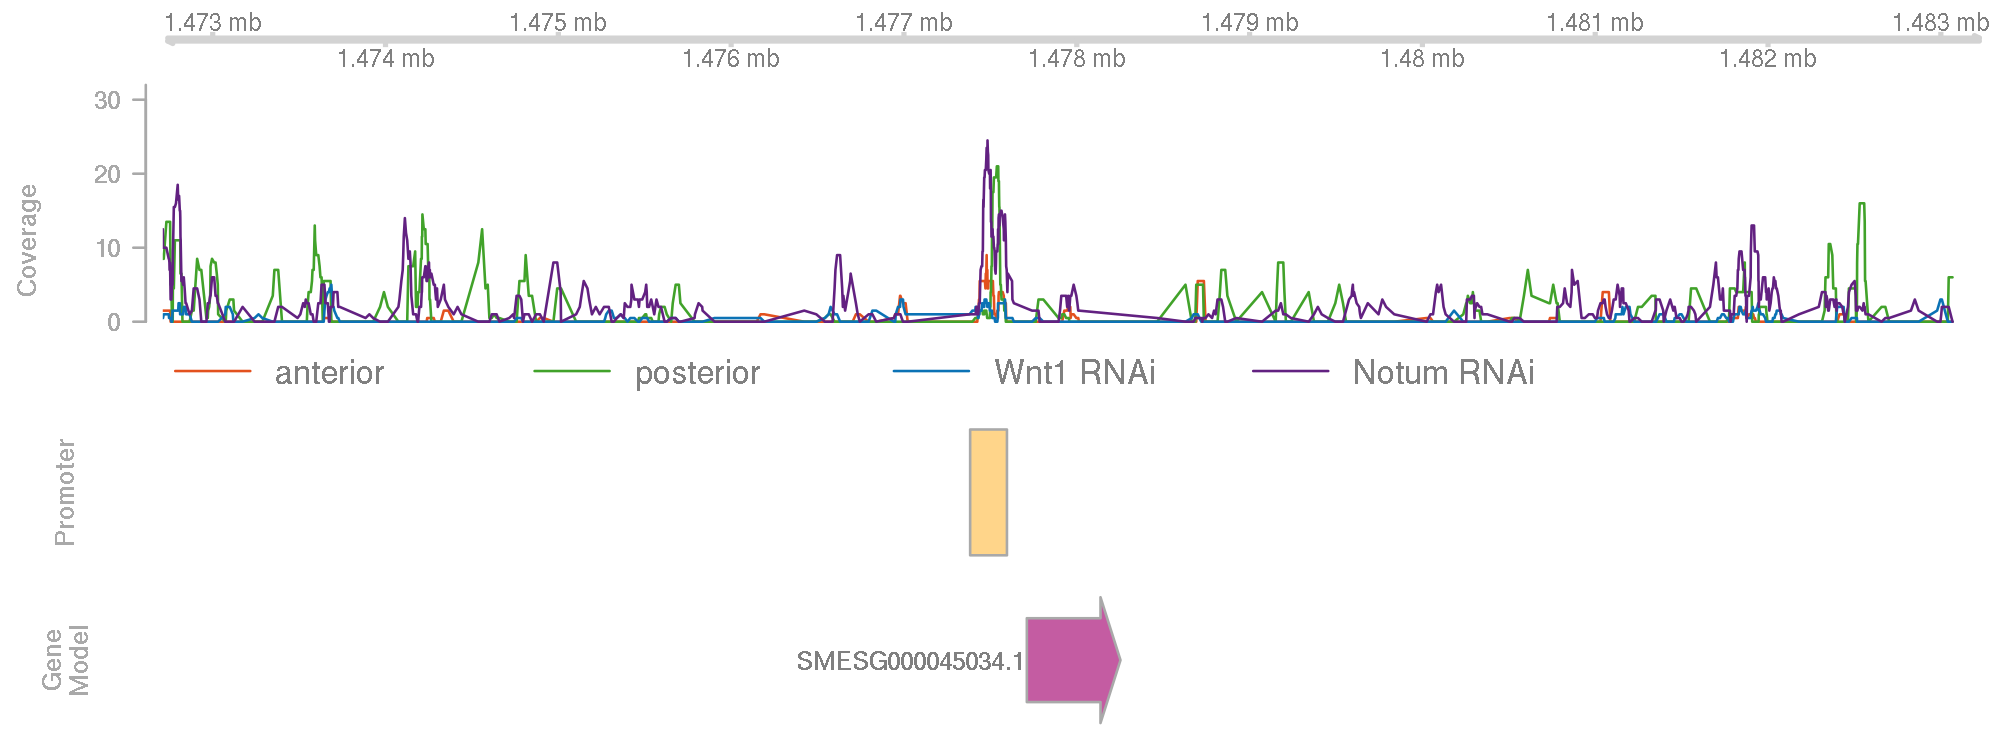 1.473 mb 1.475 mb 1.477 mb 1.479 mb 1.481 mb 1.483 mb
1.474 mb 1.476 mb 1.478 mb 1.48 mb 1.482 mb
30
20
10
0
Coverage
anterior posterior Wnt1 RNAi Notum RNAi
Promoter
Gene
Model
SMESG000045034.1